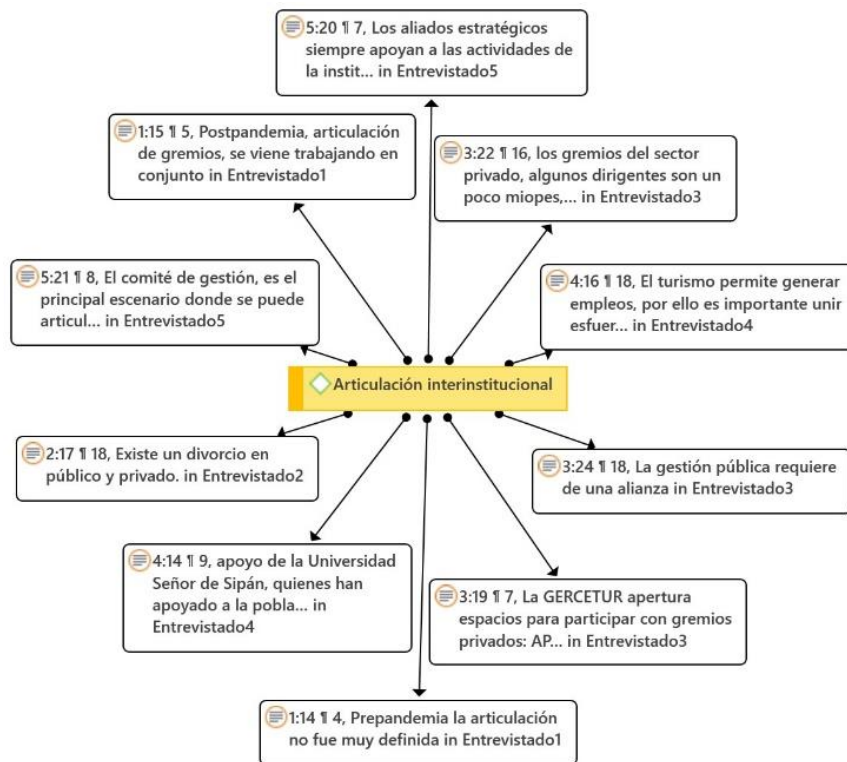 5:20 ¶ 7, Los aliados estratégicos
siempre apoyan a las actividades de
la instit... in Entrevistado5
1:15 ¶ 5, Postpandemia, articulación
de gremios, se viene trabajando en
conjunto in Entrevistado1
3:22 ¶ 16, los gremios del sector
privado, algunos dirigentes son un
poco miopes,... in Entrevistado3
5:21 ¶ 8, El comité de gestión, es el
principal escenario donde se puede
articul... in Entrevistado5
4:16 ¶ 18, El turismo permite generar
empleos, por ello es importante unir
esfuer... in Entrevistado4
Articulación interinstitucional
2:17 ¶ 18, Existe un divorcio en
público y privado. in Entrevistado2
3:24 ¶ 18, La gestión pública requiere
de una alianza in Entrevistado3
4:14 ¶ 9, apoyo de la Universidad
Señor de Sipán, quienes han
apoyado a la pobla... in
Entrevistado4
3:19 ¶ 7, La GERCETUR apertura
espacios para participar con gremios
privados: AP... in Entrevistado3
1:14 ¶ 4, Prepandemia la articulación
no fue muy definida in Entrevistado1